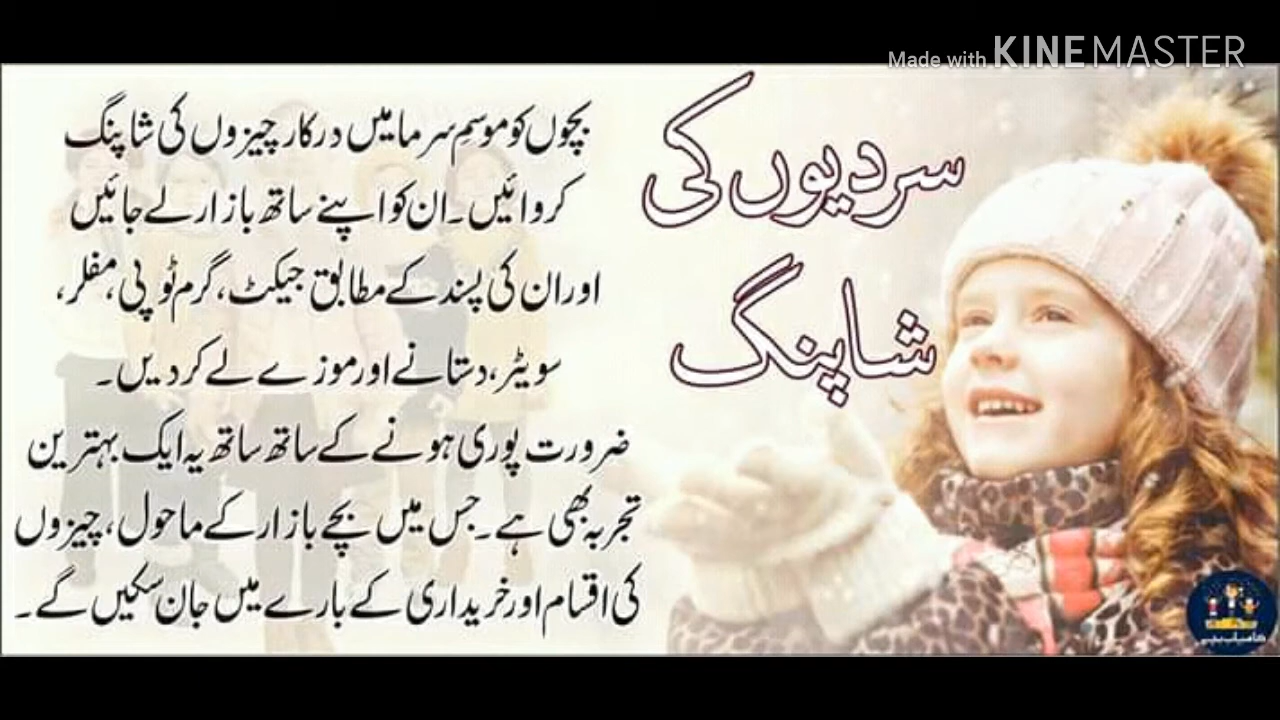 Made with KINEMASTER
سردیوں کی
شاپنگ
بچوں کو موسمِ سرما میں درکار چیزوں کی شاپنگ
کروائیں۔ ان کو اپنے ساتھ بازار لے جائیں
اور ان کی پسند کے مطابق جیکٹ، گرم ٹوپی، مفلر،
سویٹر، دستانے اور موزے لے کر دیں۔
ضرورت پوری ہونے کے ساتھ ساتھ یہ ایک بہترین
تجربہ بھی ہے۔ جس میں بچے بازار کے ماحول، چیزوں
کی اقسام اور خریداری کے بارے میں جان سکیں گے۔
کامیاب بچے